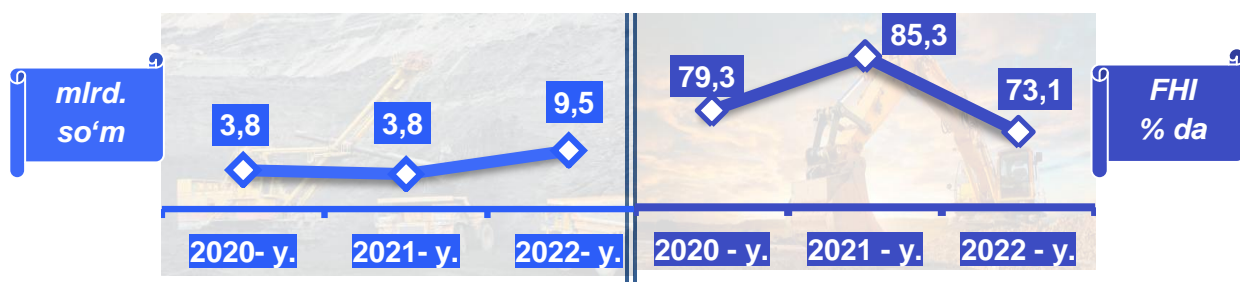 mlrd.
so‘m
3,8
3,8
9,5
2020- y.
2021- y.
2022- y.
79,3
85,3
73,1
2020 - y.
2021 - y.
2022 - y.
FHI
% da